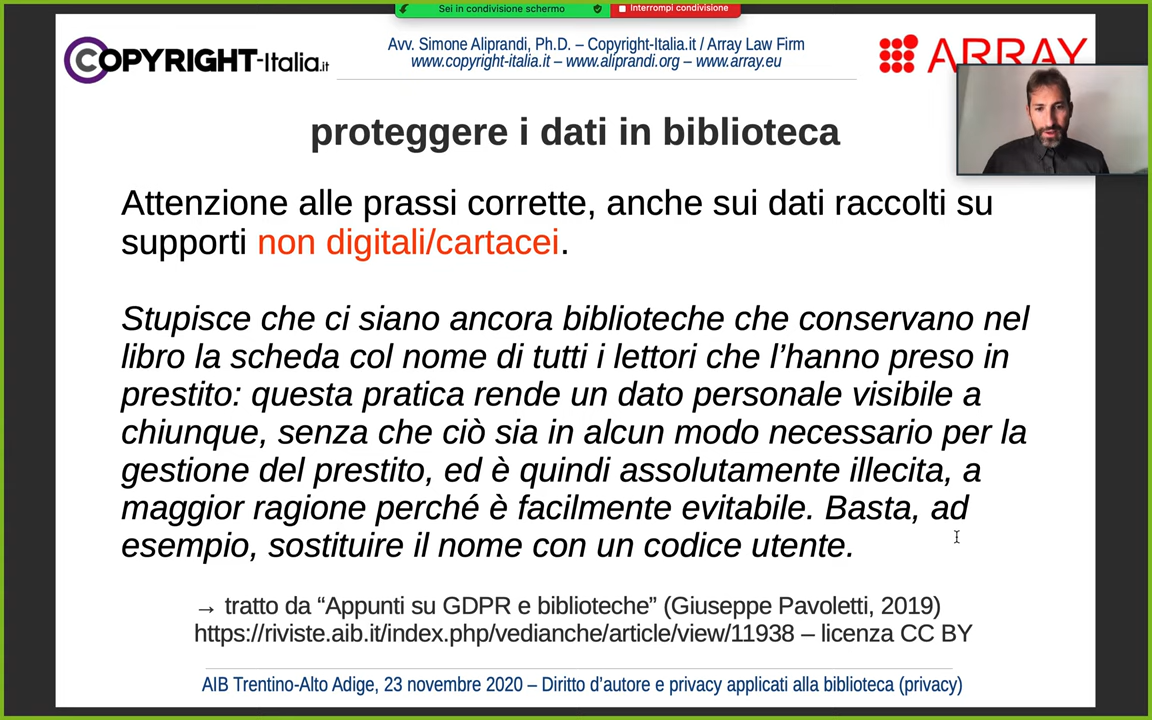 Sei in condivisione schermo
Interrompi condivisione
COPYRIGHT-Italia.it
Avv. Simone Aliprandi, Ph.D. – Copyright-Italia.it / Array Law Firm
www.copyright-italia.it – www.aliprandi.org – www.array.eu
ARRAY
proteggere i dati in biblioteca
Attenzione alle prassi corrette, anche sui dati raccolti su
supporti non digitali/cartacei.
Stupisce che ci siano ancora biblioteche che conservano nel
libro la scheda col nome di tutti i lettori che l’hanno preso in
prestito: questa pratica rende un dato personale visibile a
chiunque, senza che ciò sia in alcun modo necessario per la
gestione del prestito, ed è quindi assolutamente illecita, a
maggior ragione perché è facilmente evitabile. Basta, ad
esempio, sostituire il nome con un codice utente.
→ tratto da “Appunti su GDPR e biblioteche” (Giuseppe Pavoletti, 2019)
https://riviste.aib.it/index.php/vedianche/article/view/11938 – licenza CC BY
AIB Trentino-Alto Adige, 23 novembre 2020 – Diritto d’autore e privacy applicati alla biblioteca (privacy)